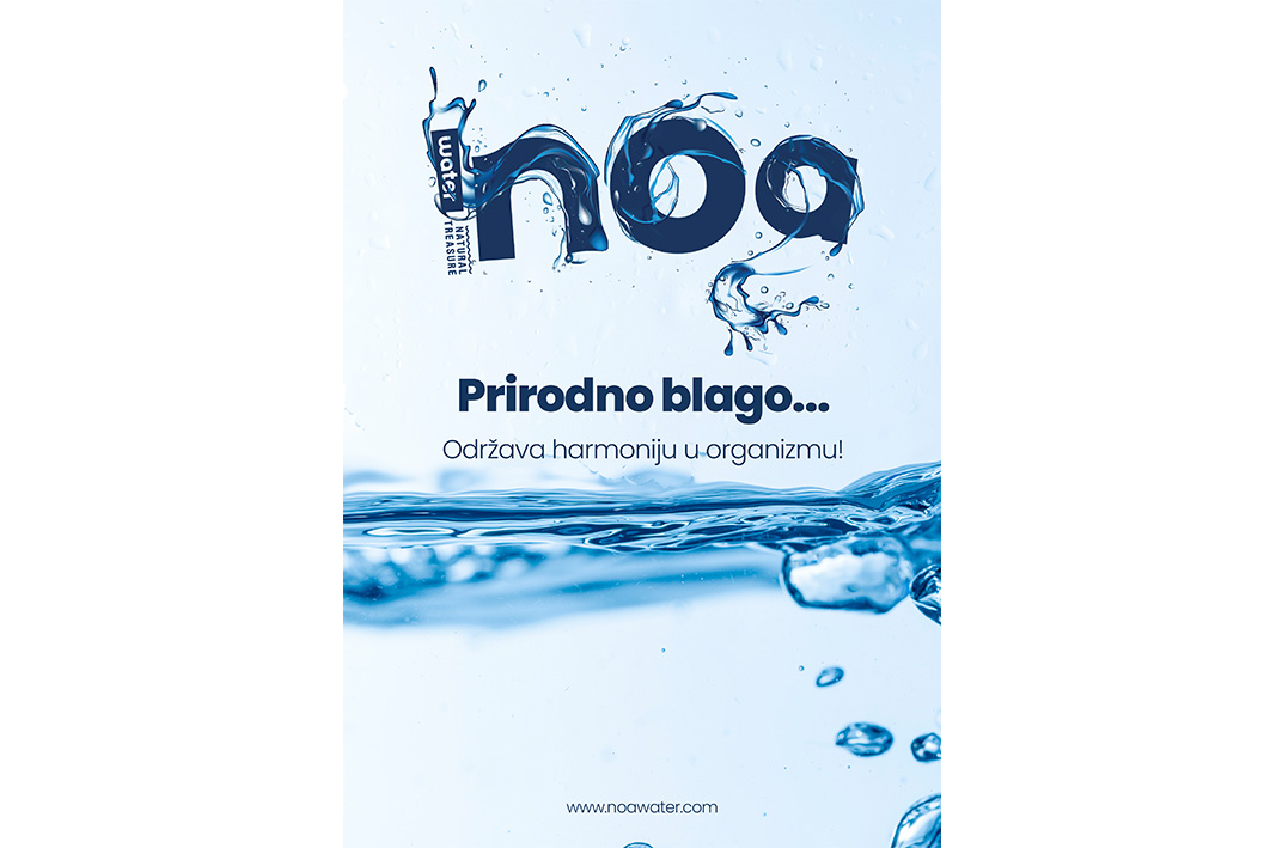 noa
water
NATURAL
TREASURE
Prirodno blago...
Održava harmoniju u organizmu!
www.noawater.com